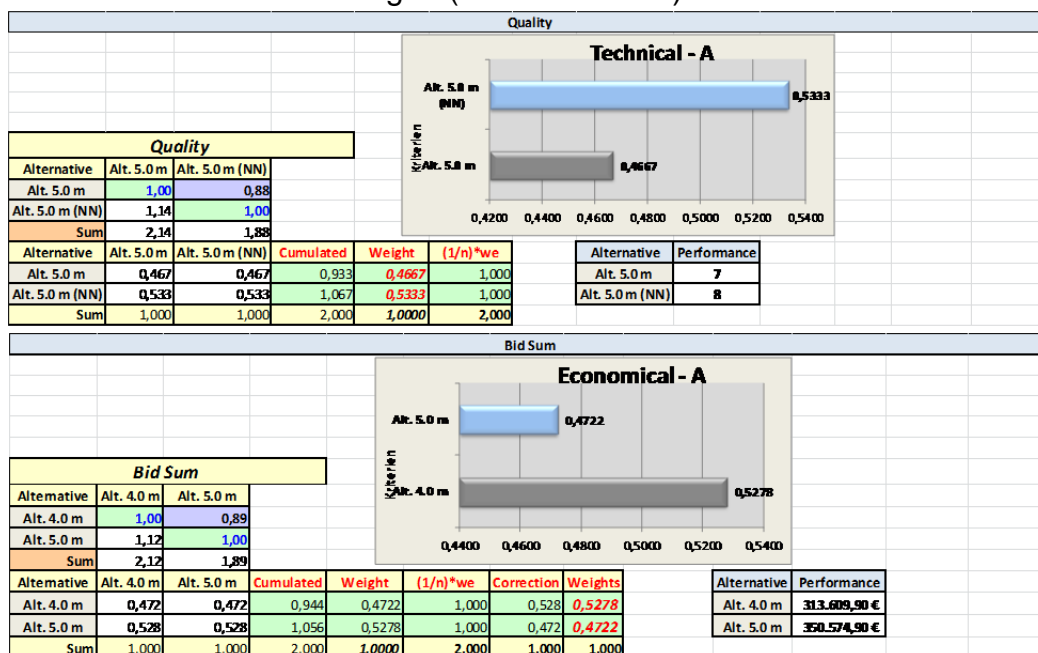 Quality
Technical - A
Alt. 5.0 m
(NN)
0,5333
Kriterien
Alt. 5.0 m
0,4667
0,4200 0,4400 0,4600 0,4800 0,5000 0,5200 0,5400
Quality
Alternative Alt. 5.0 m Alt. 5.0 m (NN)
Alt. 5.0 m 1,00 0,88
Alt. 5.0 m (NN) 1,14 1,00
Sum 2,14 1,88
Alternative Alt. 5.0 m Alt. 5.0 m (NN) Cumulated Weight (1/n)*we Alternative Performance
Alt. 5.0 m 0,467 0,467 0,933 0,4667 1,000 Alt. 5.0 m 7
Alt. 5.0 m (NN) 0,533 0,533 1,067 0,5333 1,000 Alt. 5.0 m (NN) 8
Sum 1,000 1,000 2,000 1,0000 2,000
Bid Sum
Economical - A
Alt. 5.0 m 0,4722
Kriterien
Alt. 4.0 m 0,5278
0,4400 0,4600 0,4800 0,5000 0,5200 0,5400
Bid Sum
Alternative Alt. 4.0 m Alt. 5.0 m
Alt. 4.0 m 1,00 0,89
Alt. 5.0 m 1,12 1,00
Sum 2,12 1,89
Alternative Alt. 4.0 m Alt. 5.0 m Cumulated Weight (1/n)*we Correction Weights Alternative Performance
Alt. 4.0 m 0,472 0,472 0,944 0,4722 1,000 0,528 0,5278 Alt. 4.0 m 313.609,90 €
Alt. 5.0 m 0,528 0,528 1,056 0,5278 1,000 0,472 0,4722 Alt. 5.0 m 350.574,90 €
Sum 1,000 1,000 2,000 1,0000 2,000 1,000 1,000